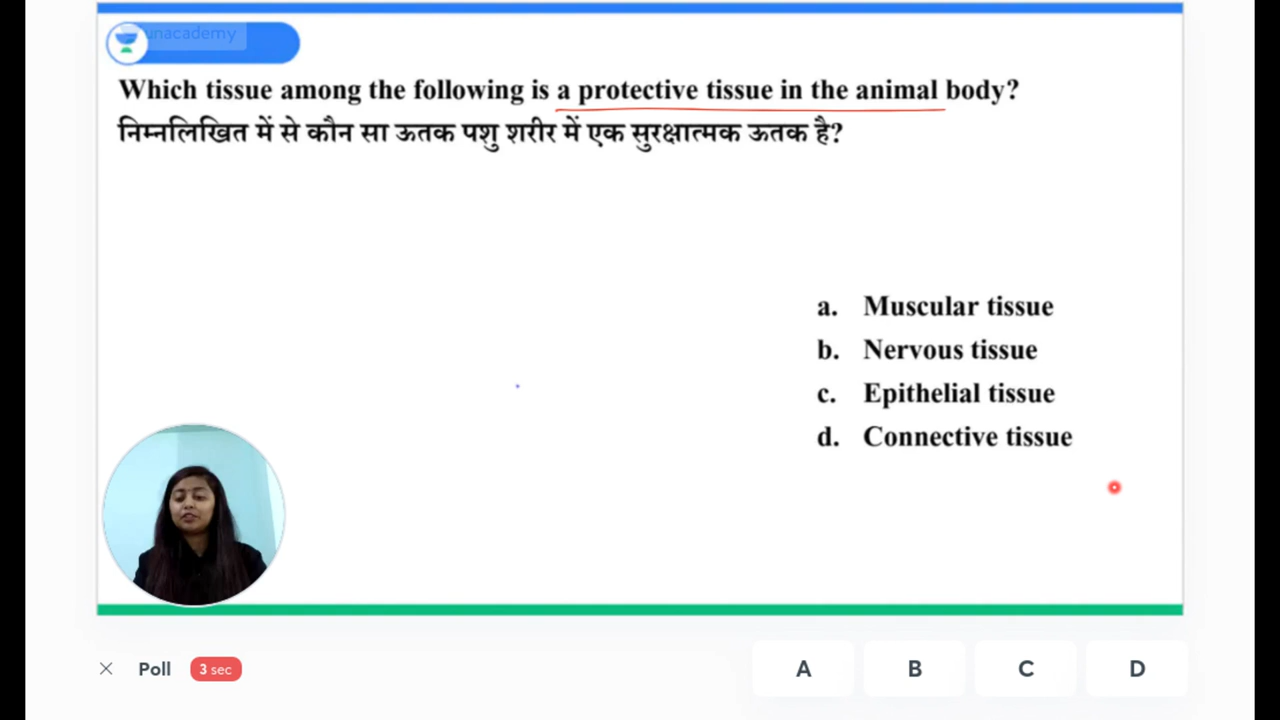 unacademy
Which tissue among the following is a protective tissue in the animal body?
निम्नलिखित में से कौन सा ऊतक पशु शरीर में एक सुरक्षात्मक ऊतक है?
a. Muscular tissue
b. Nervous tissue
c. Epithelial tissue
d. Connective tissue
Poll 3 sec A B C D